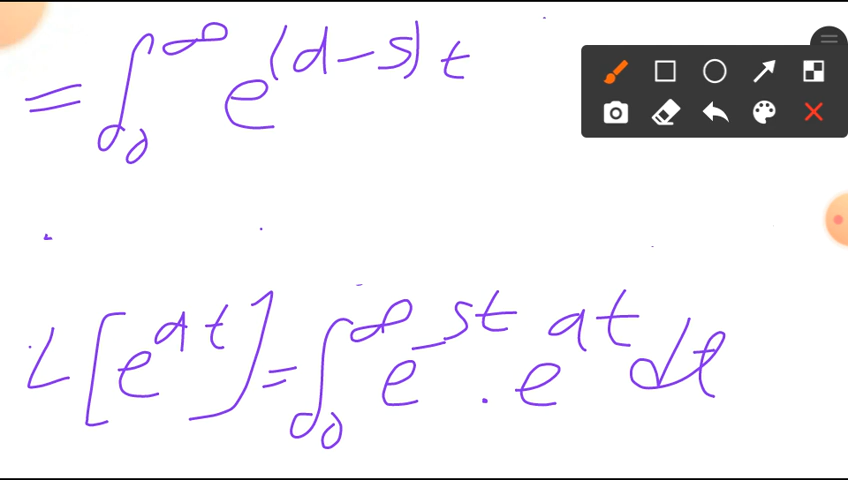 = ∫₀^∞ e^(a-s)t
L[e^at] = ∫₀^∞ e^-st . e^at dt